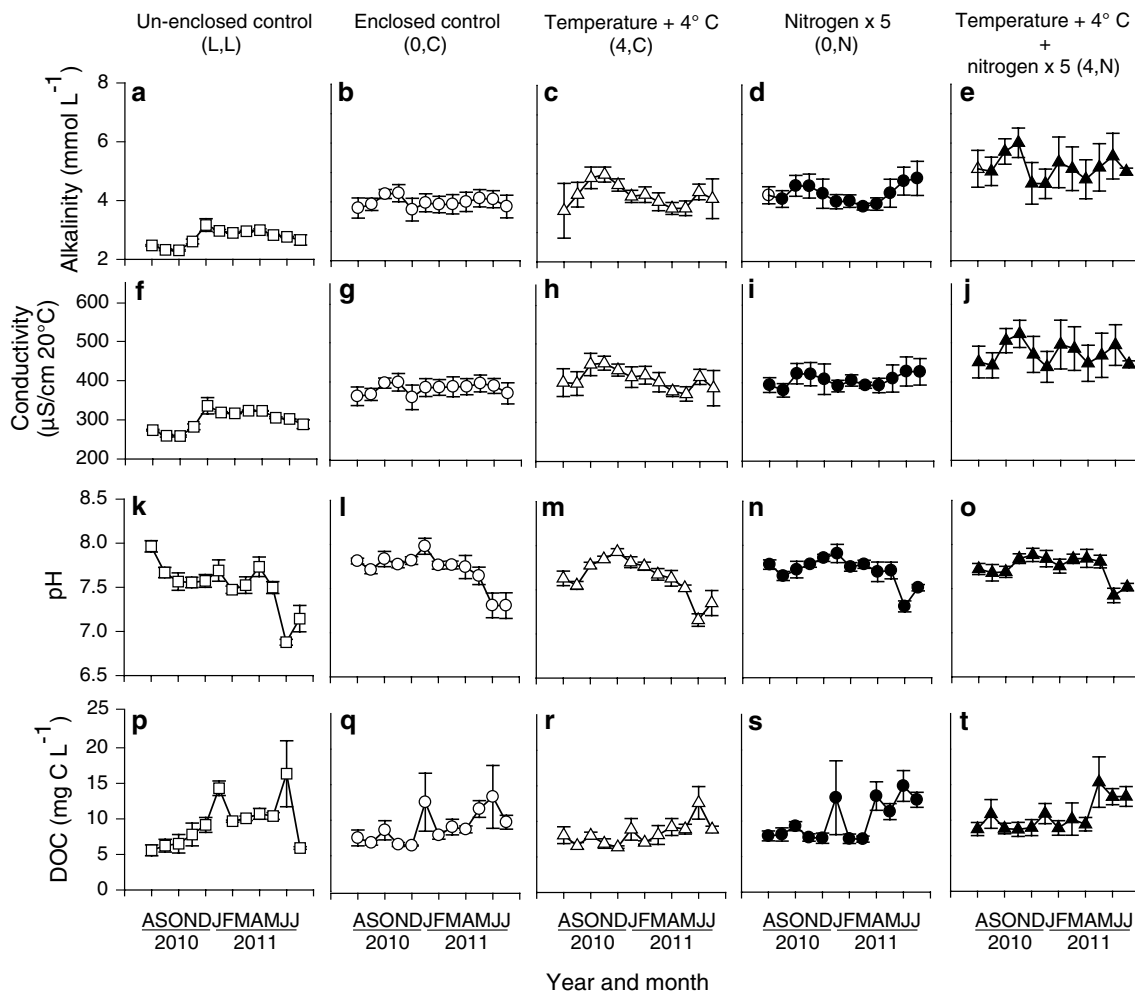 Un-enclosed control
(L,L)
Enclosed control
(0,C)
Temperature + 4° C
(4,C)
Nitrogen x 5
(0,N)
Temperature + 4° C
+
nitrogen x 5 (4,N)
Alkalinity (mmol L⁻¹)
8
6
4
2
a
b
c
d
e
Conductivity
(µS/cm 20°C)
600
500
400
300
200
f
g
h
i
j
pH
8.5
8.0
7.5
7.0
6.5
k
l
m
n
o
DOC (mg C L⁻¹)
25
20
15
10
5
0
p
q
r
s
t
ASONDJFMAMJJ
2010 2011
ASONDJFMAMJJ
2010 2011
ASONDJFMAMJJ
2010 2011
ASONDJFMAMJJ
2010 2011
ASONDJFMAMJJ
2010 2011
Year and month